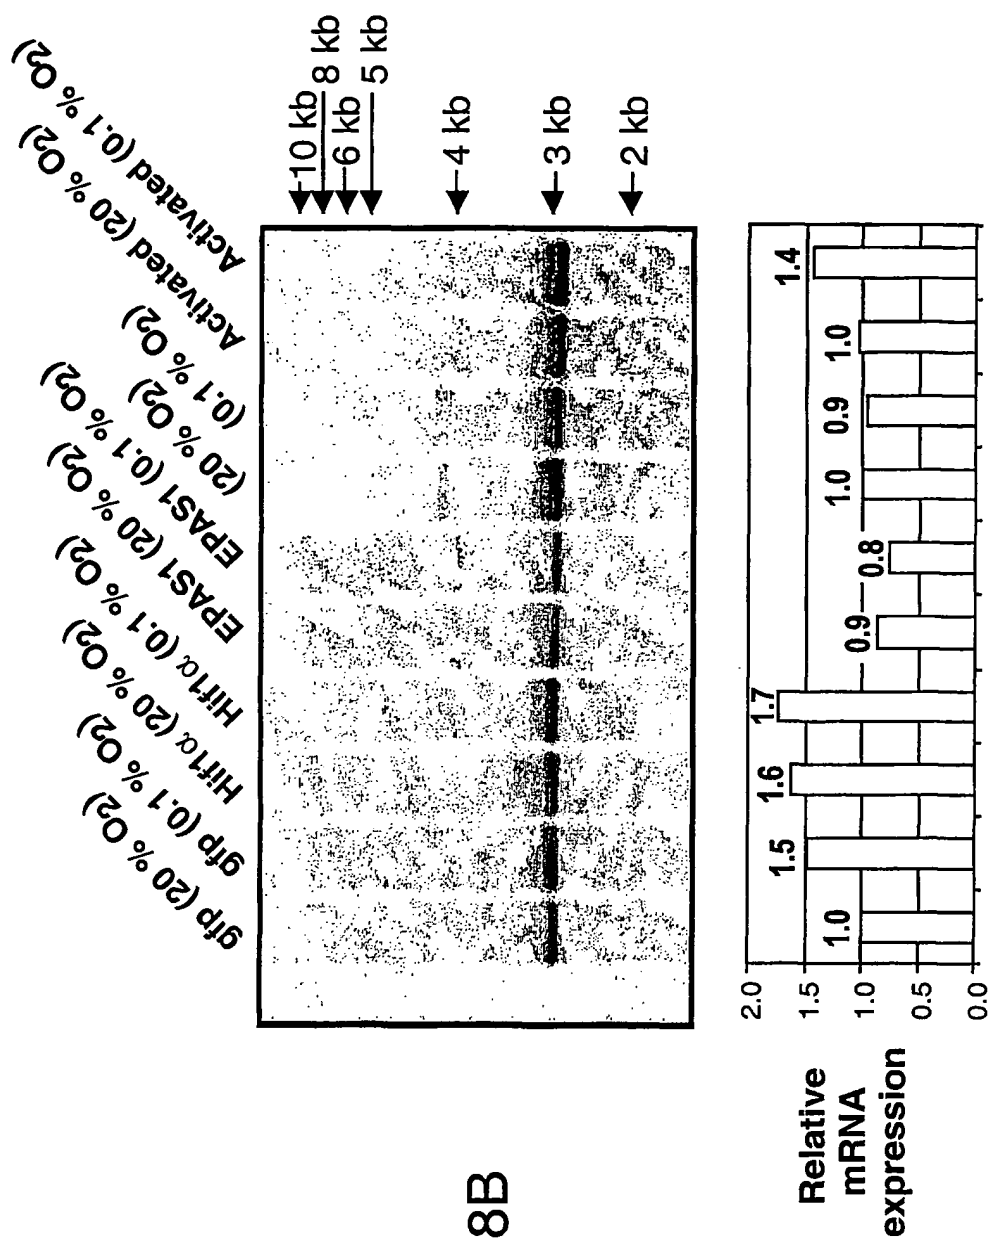 gfp (20 % O2)
gfp (0.1 % O2)
Hif1α (20 % O2)
Hif1α (0.1 % O2)
EPAS1 (20 % O2)
EPAS1 (0.1 % O2)
(20 % O2)
(0.1 % O2)
Activated (20 % O2)
Activated (0.1 % O2)
10 kb
8 kb
6 kb
5 kb
4 kb
3 kb
2 kb
8B
Relative
mRNA
expression
2.0
1.5
1.0
0.5
0.0
1.0
1.5
1.6
1.7
0.9
0.8
1.0
0.9
1.0
1.4